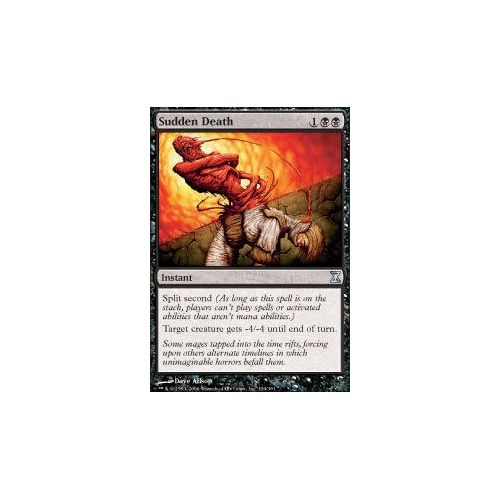 Sudden Death 1
Instant
Split second (As long as this spell is on the
stack, players can't play spells or activated
abilities that aren't mana abilities.)
Target creature gets -4/-4 until end of turn.
Some mages tapped into the time rifts, forcing
upon others alternate timelines in which
unimaginable horrors befall them.
Dave Allsop